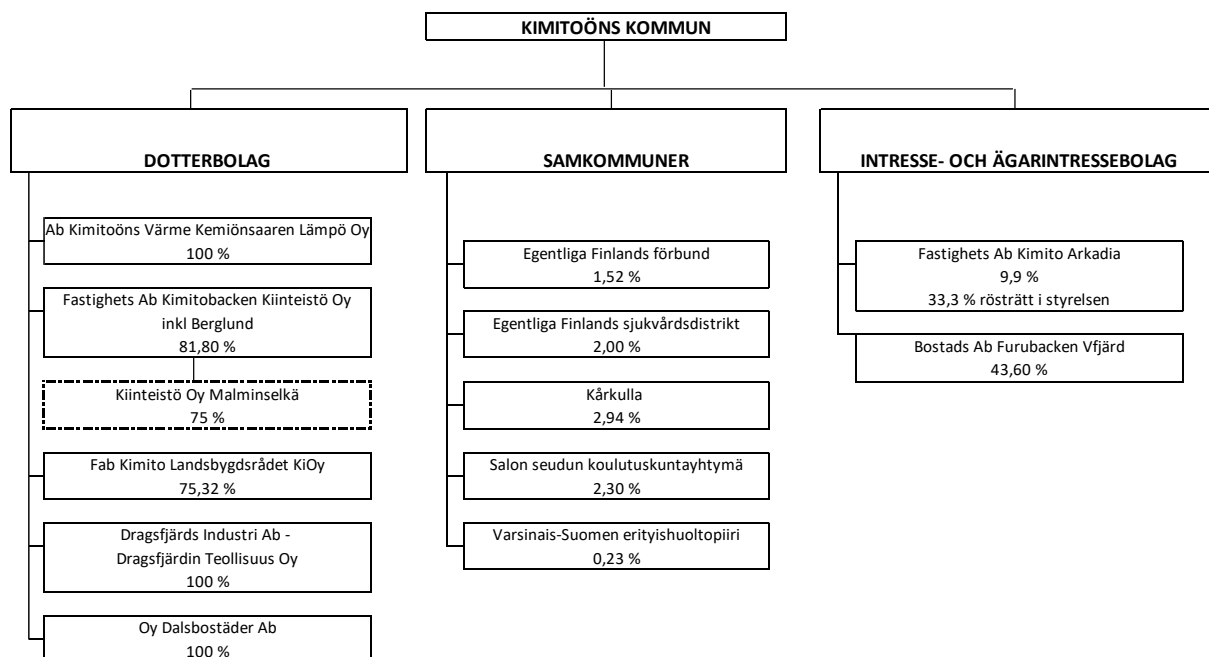 KIMITOÖNS KOMMUN
DOTTERBOLAG
Ab Kimitoöns Värme Kemiönsaaren Lämpö Oy
100 %
Fastighets Ab Kimitobacken Kiinteistö Oy
inkl Berglund
81,80 %
Kiinteistö Oy Malminselkä
75 %
Fab Kimito Landsbygdsrådet KiOy
75,32 %
Dragsfjärds Industri Ab -
Dragsfjärdin Teollisuus Oy
100 %
Oy Dalsbostäder Ab
100 %
SAMKOMMUNER
Egentliga Finlands förbund
1,52 %
Egentliga Finlands sjukvårdsdistrikt
2,00 %
Kårkulla
2,94 %
Salon seudun koulutuskuntayhtymä
2,30 %
Varsinais-Suomen erityishuoltopiiri
0,23 %
INTRESSE- OCH ÄGARINTRESSEBOLAG
Fastighets Ab Kimito Arkadia
9,9 %
33,3 % rösträtt i styrelsen
Bostads Ab Furubacken Vfjärd
43,60 %